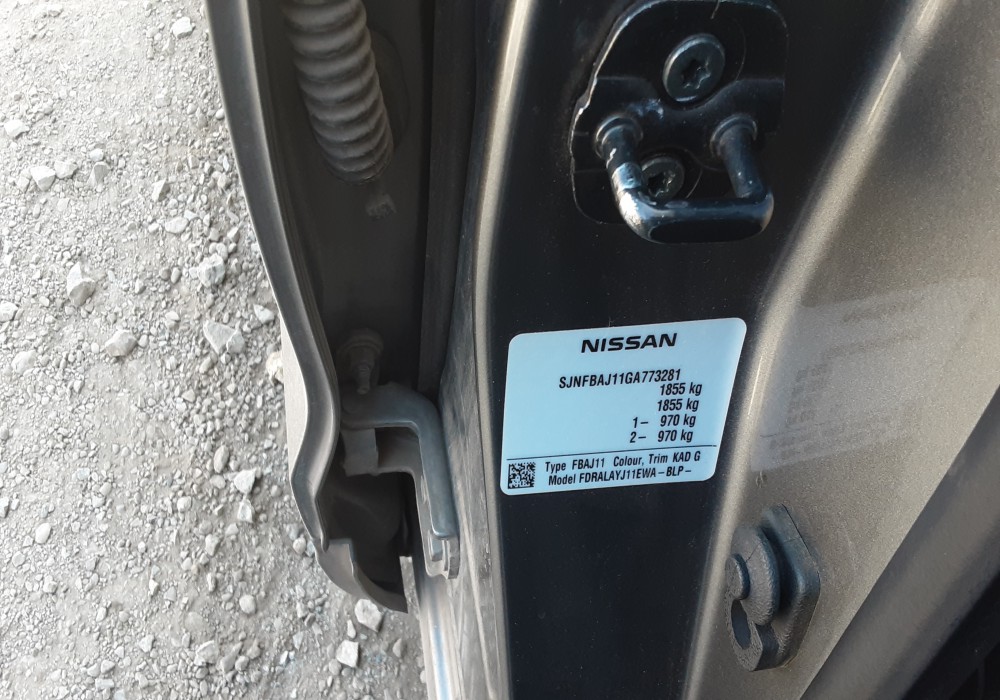 NISSAN
SJNFBAJ11GA773281
1855 kg
1855 kg
1– 970 kg
2– 970 kg
Type FBAJ11 Colour, Trim KAD G
Model FDRALAYJ11EWA–BLP–